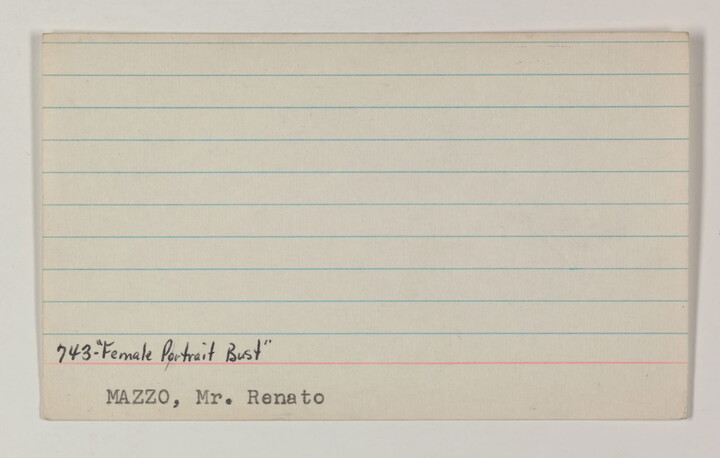 743-"Female Portrait Bust"
MAZZO, Mr. Renato